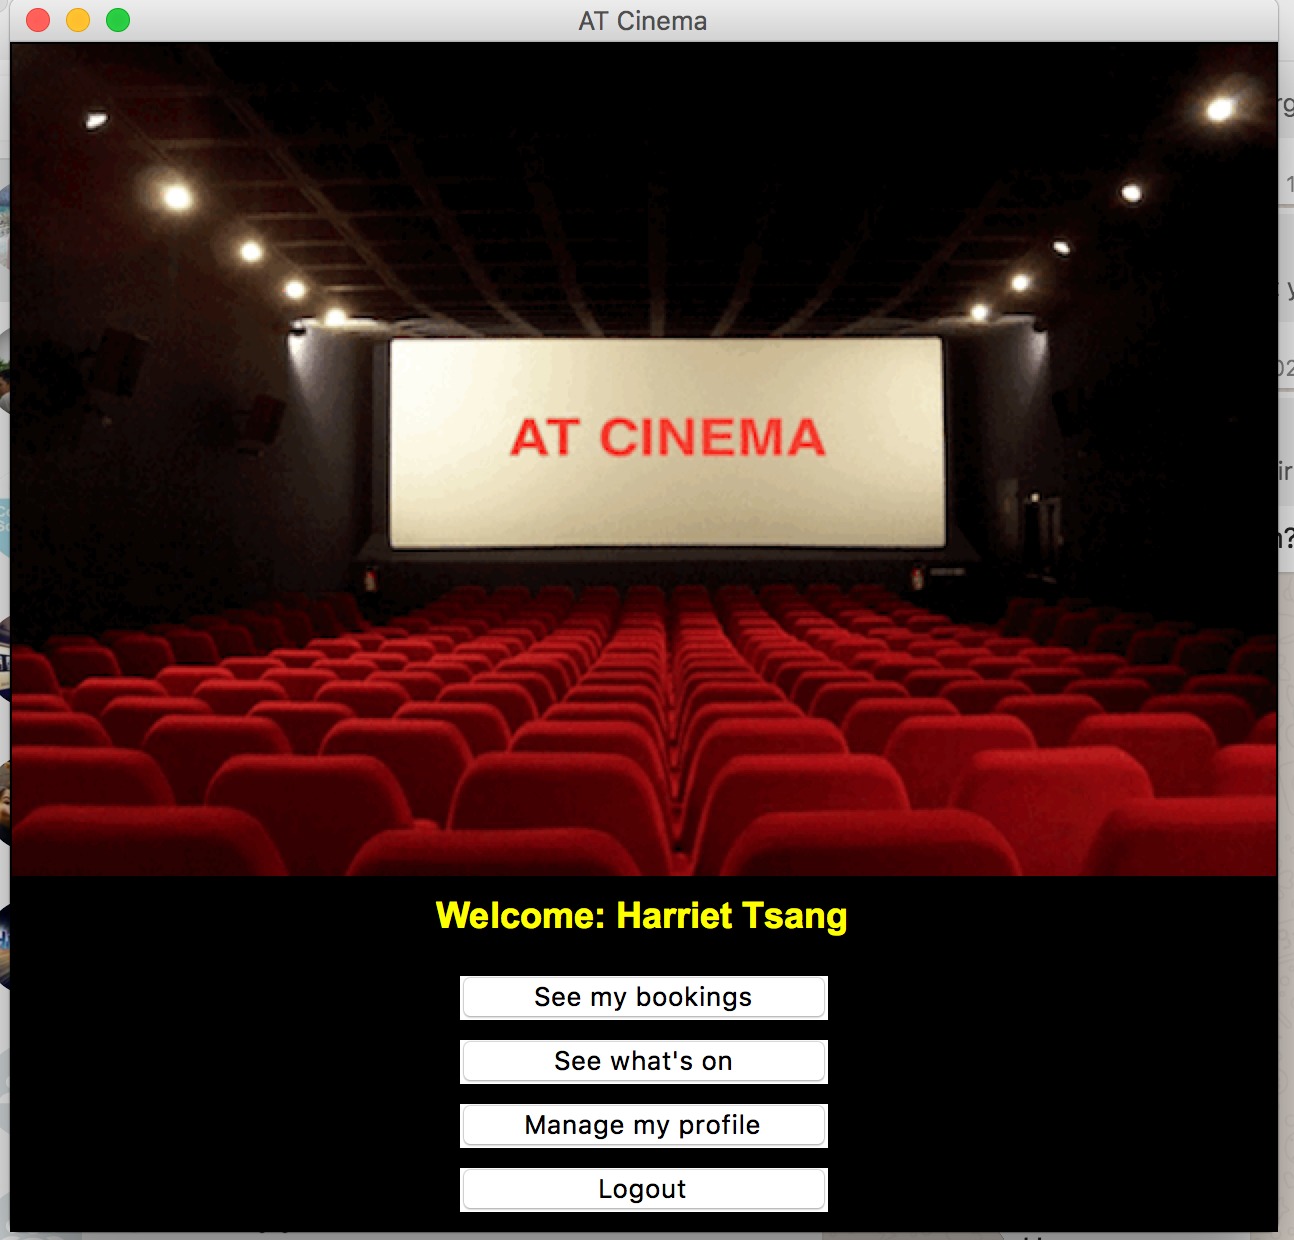 AT Cinema
AT CINEMA
Welcome: Harriet Tsang
See my bookings
See what's on
Manage my profile
Logout